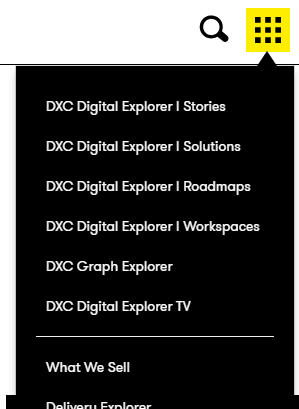 DXC Digital Explorer | Stories
DXC Digital Explorer | Solutions
DXC Digital Explorer | Roadmaps
DXC Digital Explorer | Workspaces
DXC Graph Explorer
DXC Digital Explorer TV
What We Sell
Delivery Explorer